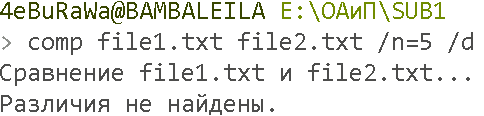 4eBuRaWa@BAMBALEILA E:\ОАиП\SUB1
> comp file1.txt file2.txt /n=5 /d
Сравнение file1.txt и file2.txt...
Различия не найдены.